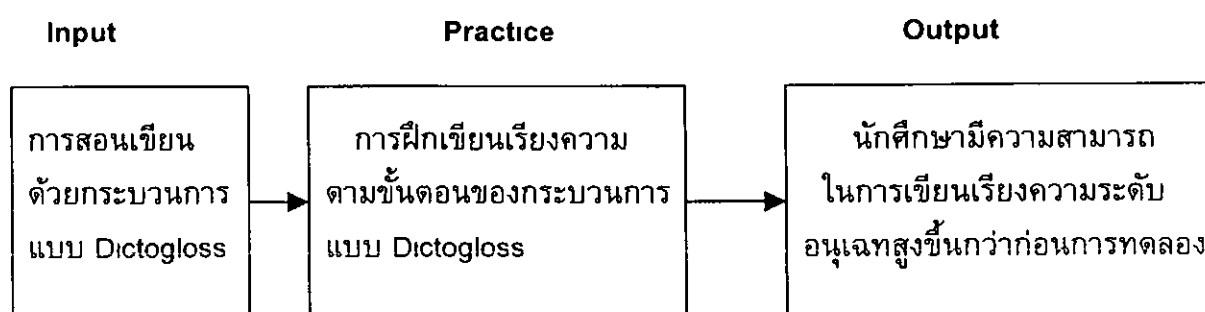 Input Practice Output
การสอนเขียน
ด้วยกระบวนการ
แบบ Dictogloss
การฝึกเขียนเรียงความ
ตามขั้นตอนของกระบวนการ
แบบ Dictogloss
นักศึกษามีความสามารถ
ในการเขียนเรียงความระดับ
อนุเฉทสูงขึ้นกว่าก่อนการทดลอง